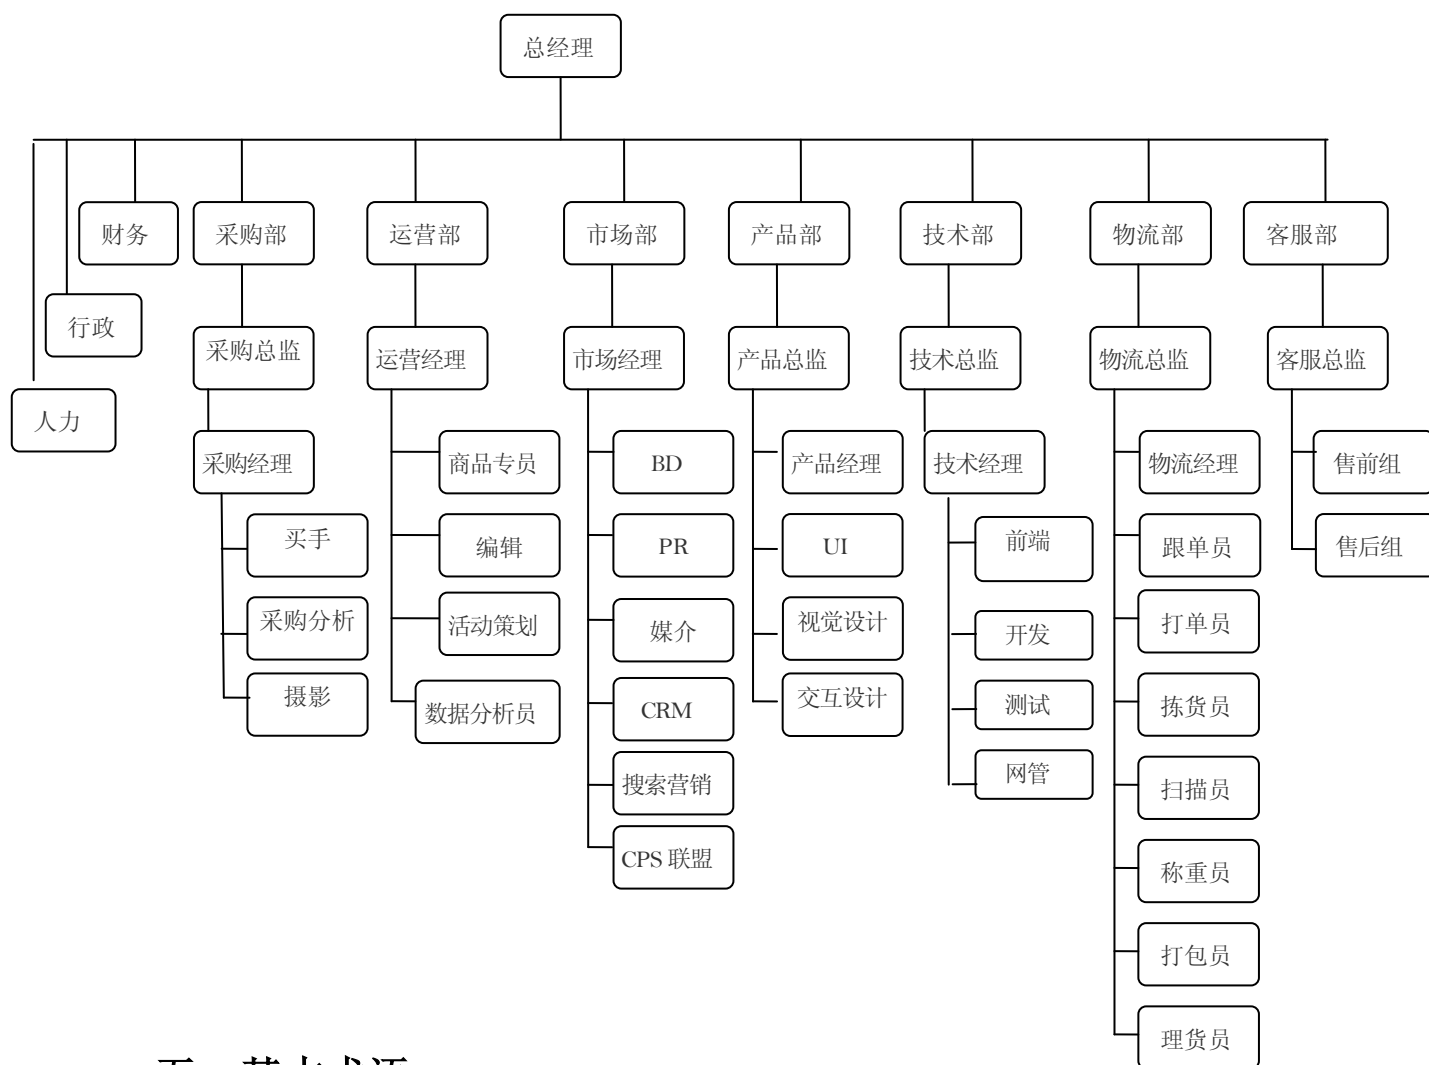 总经理
财务
采购部
运营部
市场部
产品部
技术部
物流部
客服部
行政
人力
采购总监
运营经理
市场经理
产品总监
技术总监
物流总监
客服总监
采购经理
买手
采购分析
摄影
商品专员
编辑
活动策划
数据分析员
BD
PR
媒介
CRM
搜索营销
CPS 联盟
产品经理
UI
视觉设计
交互设计
技术经理
前端
开发
测试
网管
物流经理
跟单员
打单员
拣货员
扫描员
称重员
打包员
理货员
售前组
售后组